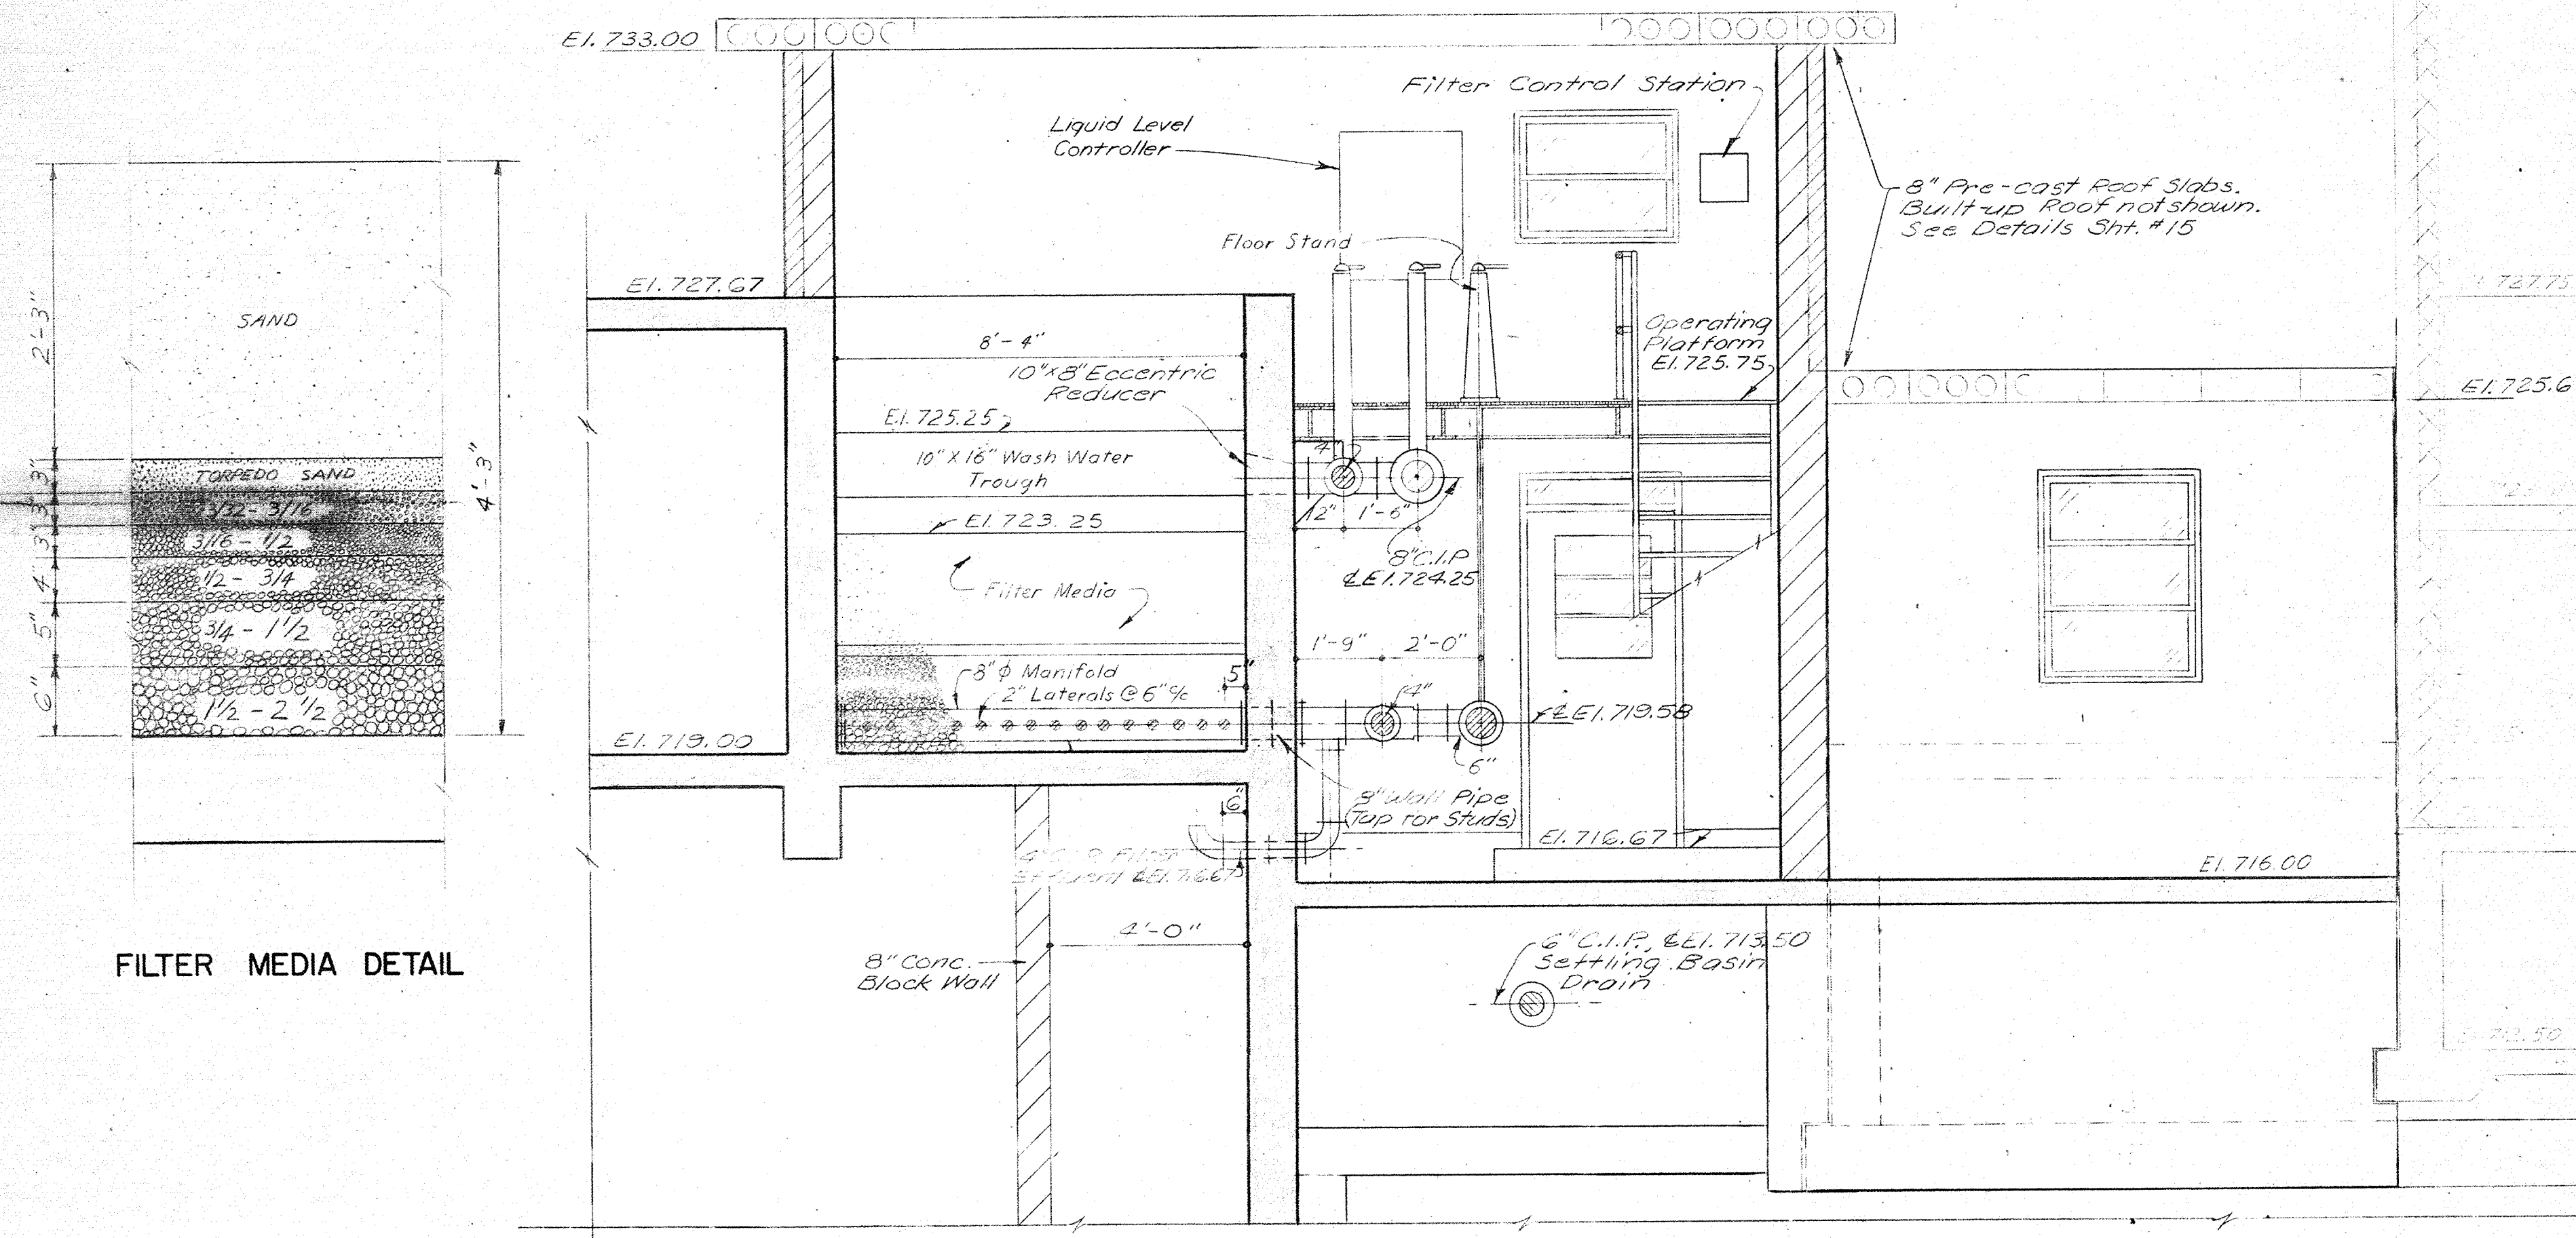 El. 733.00
Filter Control Station
Liquid Level
Controller
8" Pre-cast Roof Slabs.
Built-up Roof not shown.
See Details Sht. #15
Floor Stand
El. 727.67
2'-3"
SAND
8'-4"
Operating
Platform
El. 725.75
10"x8" Eccentric
Reducer
El. 725.25
El. 725.6
10" X 16" Wash Water
Trough
4'-3"
3"
TORPEDO SAND
3"
3/32 - 3/16
3"
3/16 - 1/2
4"
1/2 - 3/4
5"
3/4 - 1 1/2
6"
1 1/2 - 2 1/2
El. 723.25
4"
12"
1'-6"
8" C.I.P.
℄ El. 724.25
Filter Media
1'-9"
2'-0"
8" ϕ Manifold
2" Laterals @ 6" c/c
5"
4"
℄ El. 719.58
6"
El. 719.00
8" Wall Pipe
(Tap for Studs)
6"
El. 716.67
4" C.I.P. Filter
Effluent ℄ El. 716.67
El. 716.00
4'-0"
8" Conc.
Block Wall
6" C.I.P., ℄ El. 713.50
Settling Basin
Drain
FILTER MEDIA DETAIL